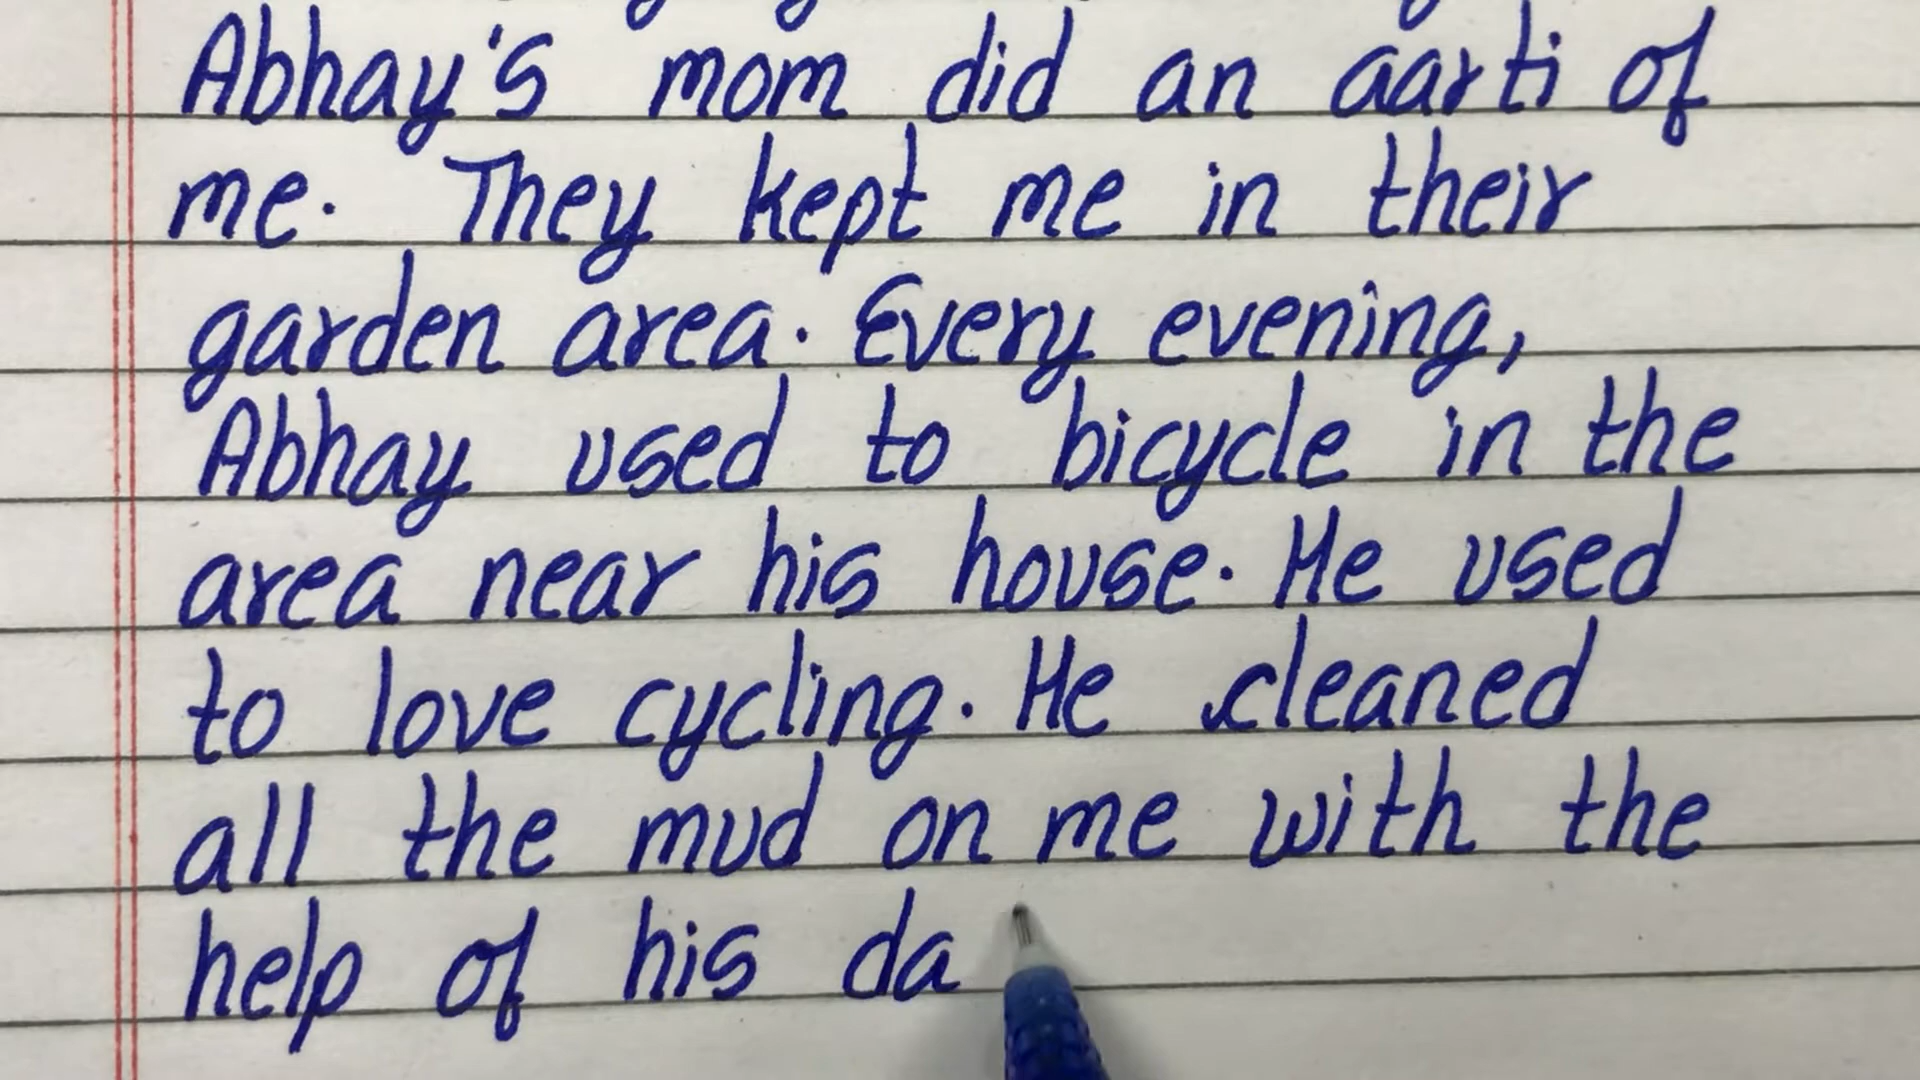 Abhay's mom did an aarti of
me. They kept me in their
garden area. Every evening,
Abhay used to bicycle in the
area near his house. He used
to love cycling. He cleaned
all the mud on me with the
help of his da